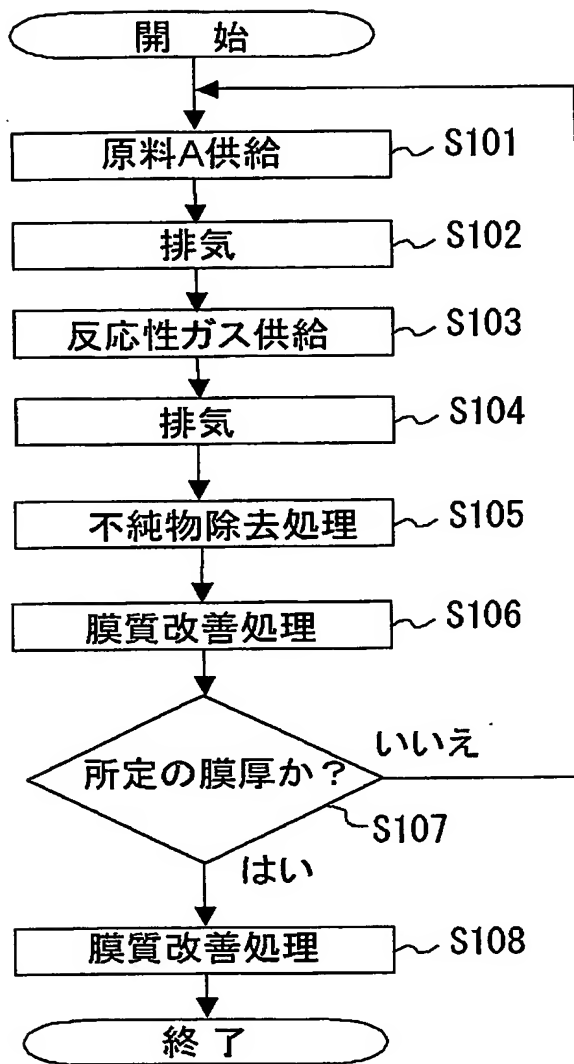 開 始
原料A供給 S101
排気 S102
反応性ガス供給 S103
排気 S104
不純物除去処理 S105
膜質改善処理 S106
いいえ
所定の膜厚か？
S107
はい
膜質改善処理 S108
終了